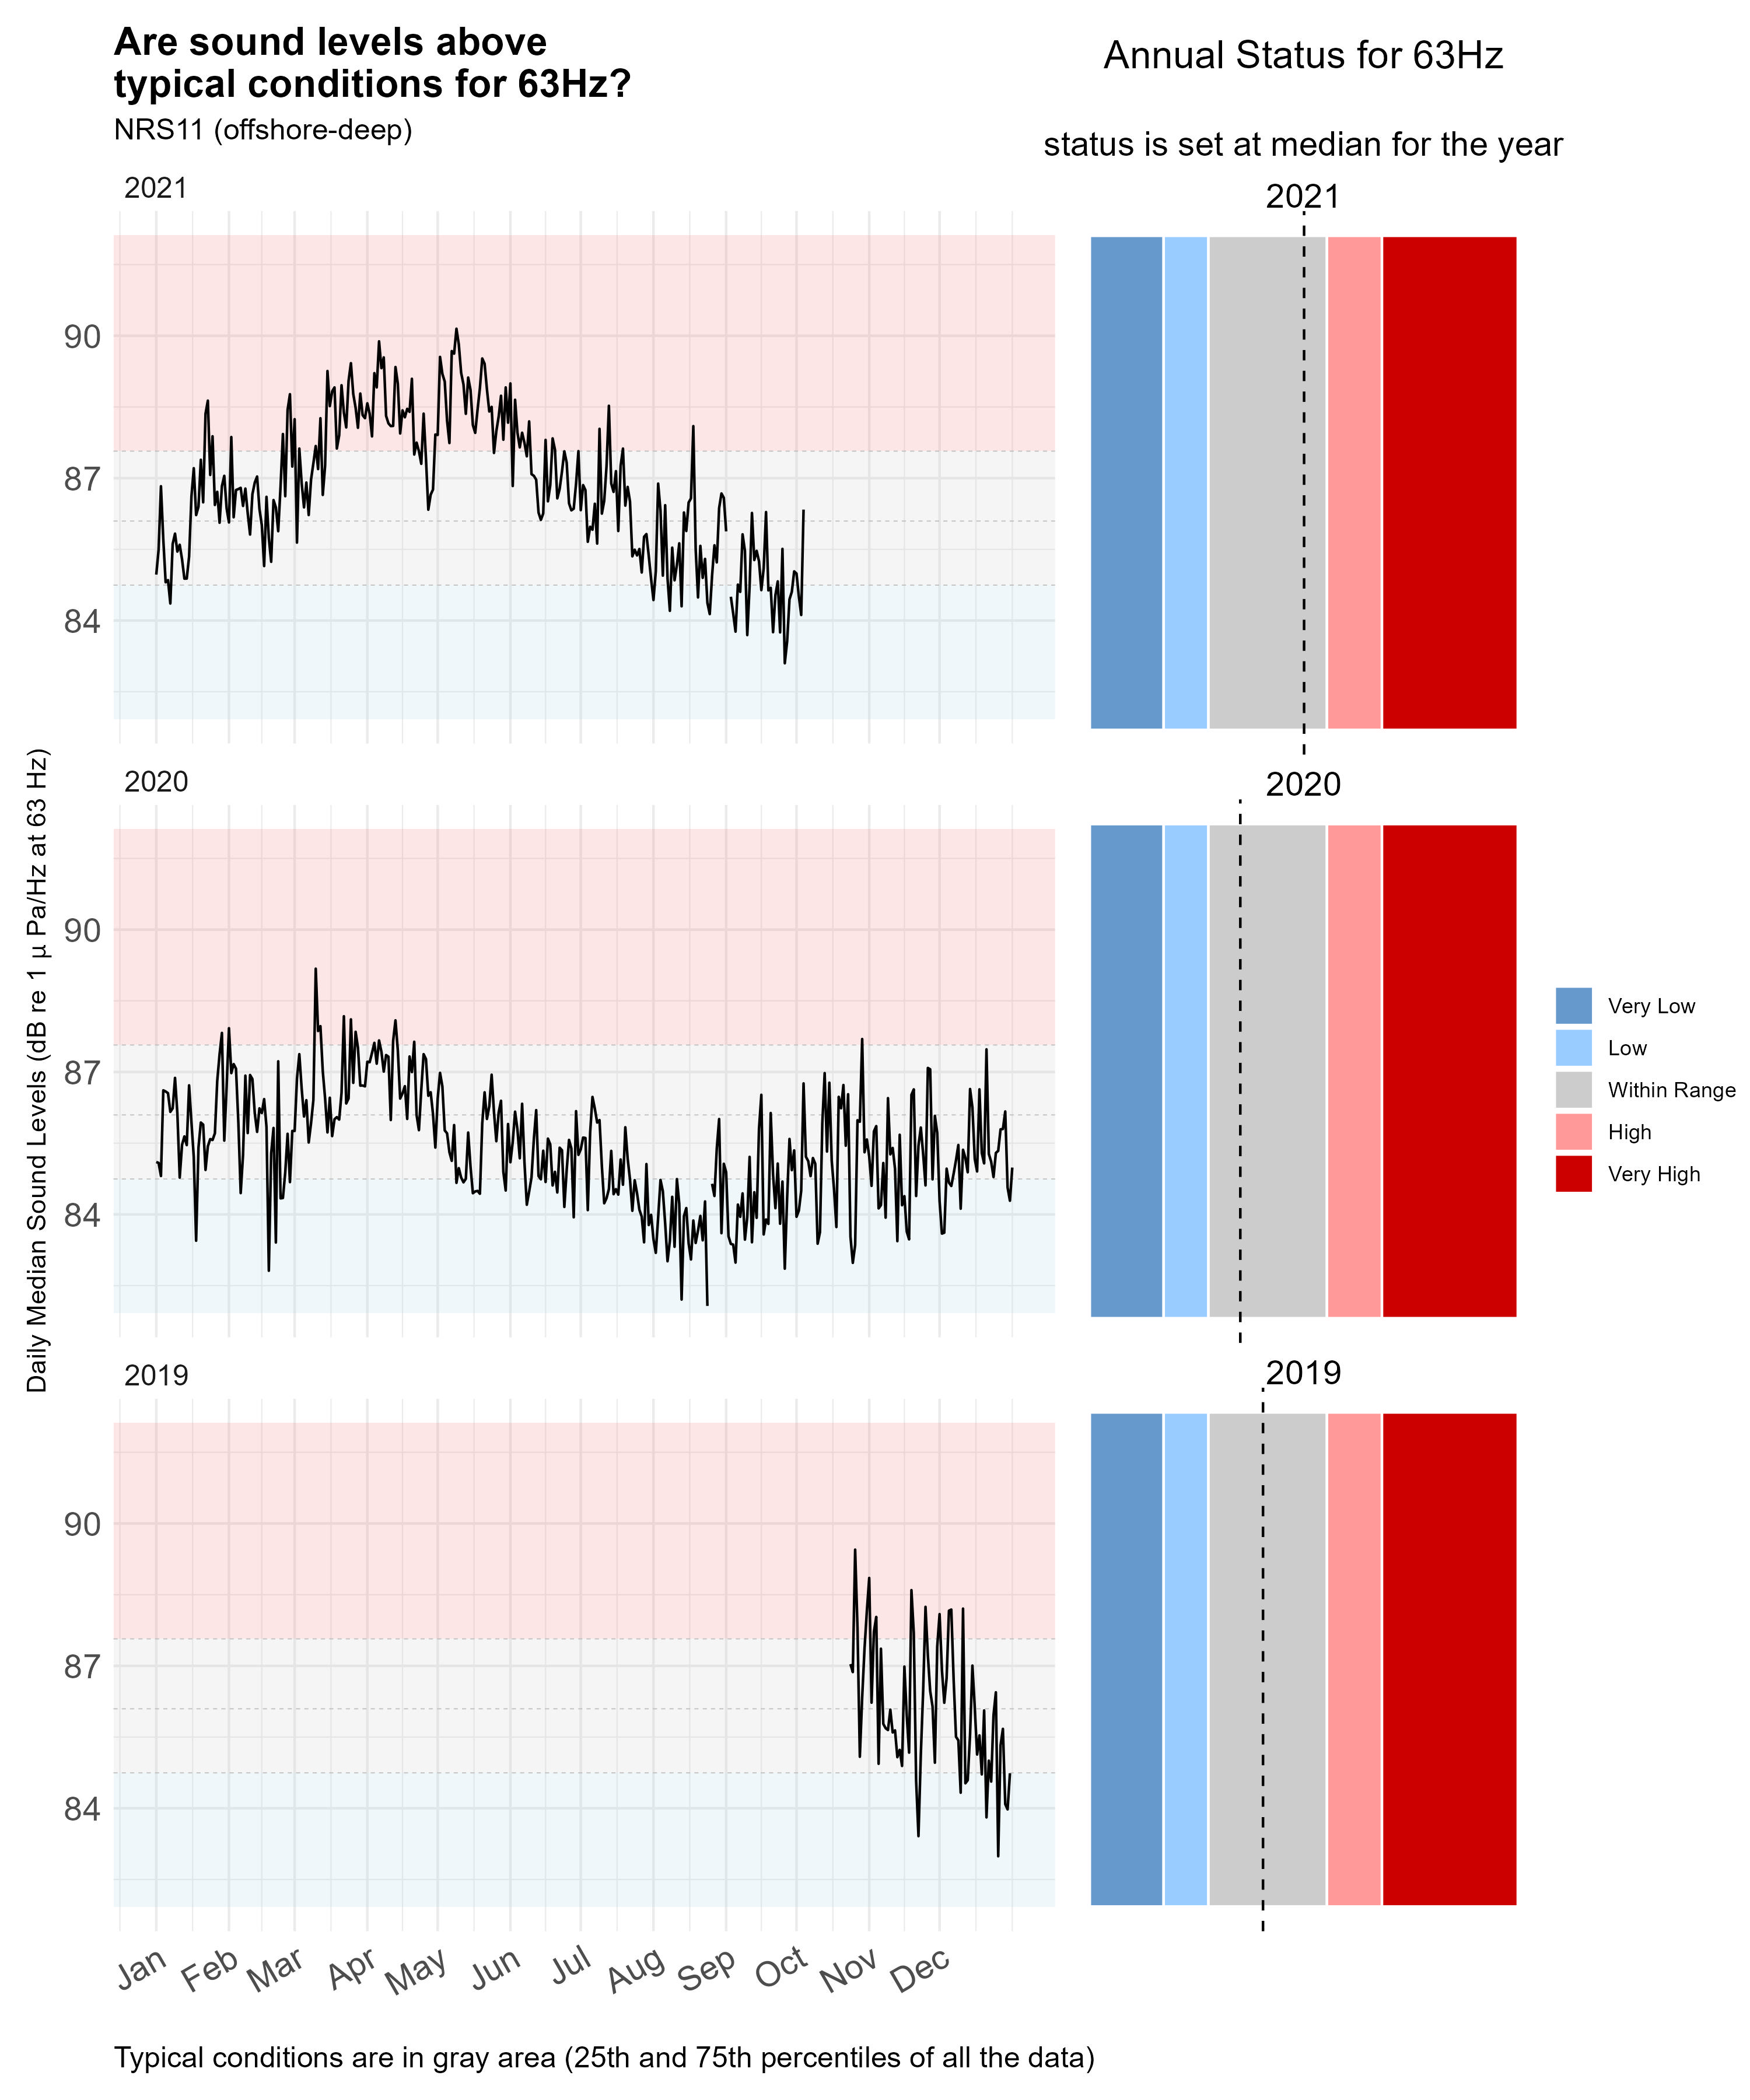 Are sound levels above
typical conditions for 63Hz?
NRS11 (offshore-deep)
Annual Status for 63Hz
status is set at median for the year
2021
90
87
84
2021
2020
90
87
84
2020
2019
90
87
84
2019
Daily Median Sound Levels (dB re 1 µ Pa/Hz at 63 Hz)
Very Low
Low
Within Range
High
Very High
Jan Feb Mar Apr May Jun Jul Aug Sep Oct Nov Dec
Typical conditions are in gray area (25th and 75th percentiles of all the data)